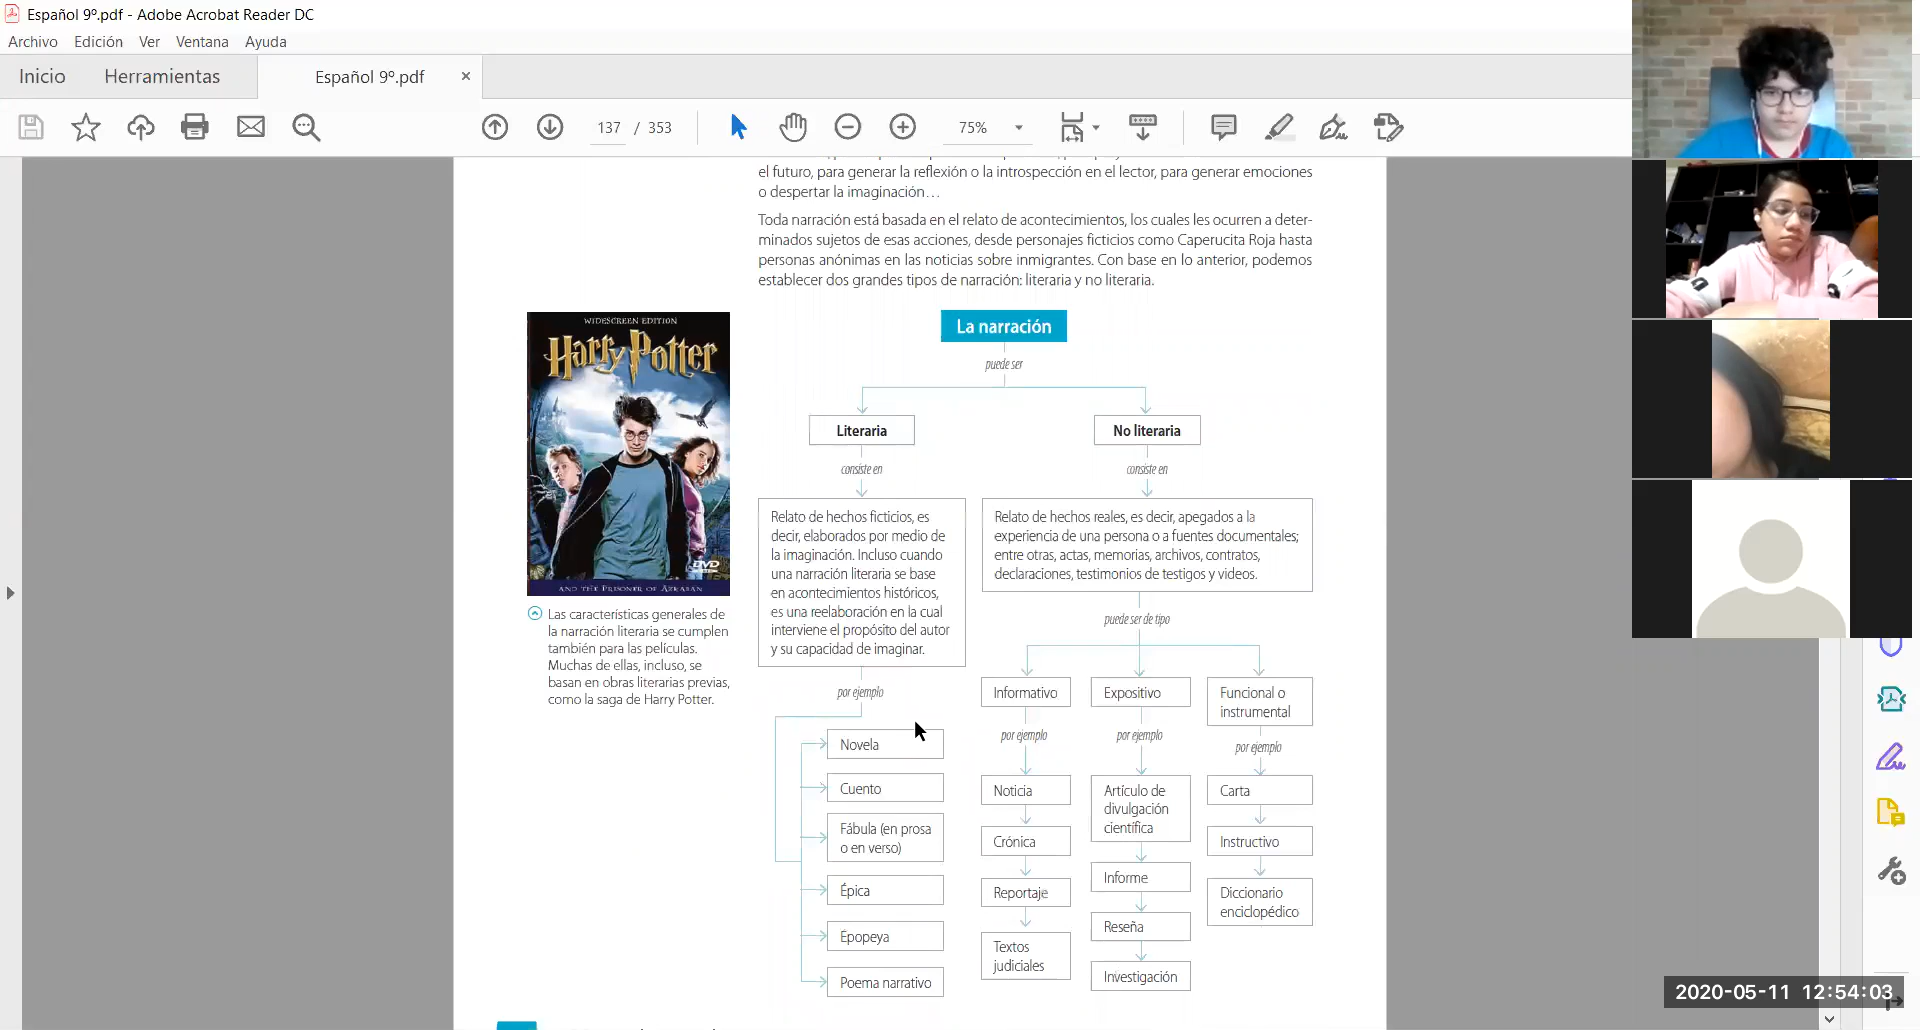 Español 9º.pdf - Adobe Acrobat Reader DC
Archivo Edición Ver Ventana Ayuda
Inicio Herramientas Español 9º.pdf ×
137 / 353 75%
el futuro, para generar la reflexión o la introspección en el lector, para generar emociones
o despertar la imaginación…
Toda narración está basada en el relato de acontecimientos, los cuales les ocurren a deter-
minados sujetos de esas acciones, desde personajes ficticios como Caperucita Roja hasta
personas anónimas en las noticias sobre inmigrantes. Con base en lo anterior, podemos
establecer dos grandes tipos de narración: literaria y no literaria.
WIDESCREEN EDITION
Harry Potter
DVD
AND THE PRISONER OF AZKABAN
Las características generales de
la narración literaria se cumplen
también para las películas.
Muchas de ellas, incluso, se
basan en obras literarias previas,
como la saga de Harry Potter.
La narración
puede ser
Literaria
consiste en
Relato de hechos ficticios, es
decir, elaborados por medio de
la imaginación. Incluso cuando
una narración literaria se base
en acontecimientos históricos,
es una reelaboración en la cual
interviene el propósito del autor
y su capacidad de imaginar.
por ejemplo
Novela
Cuento
Fábula (en prosa
o en verso)
Épica
Epopeya
Poema narrativo
No literaria
consiste en
Relato de hechos reales, es decir, apegados a la
experiencia de una persona o a fuentes documentales;
entre otras, actas, memorias, archivos, contratos,
declaraciones, testimonios de testigos y videos.
puede ser de tipo
Informativo
por ejemplo
Noticia
Crónica
Reportaje
Textos
judiciales
Expositivo
por ejemplo
Artículo de
divulgación
científica
Informe
Reseña
Investigación
Funcional o
instrumental
por ejemplo
Carta
Instructivo
Diccionario
enciclopédico
2020-05-11 12:54:03